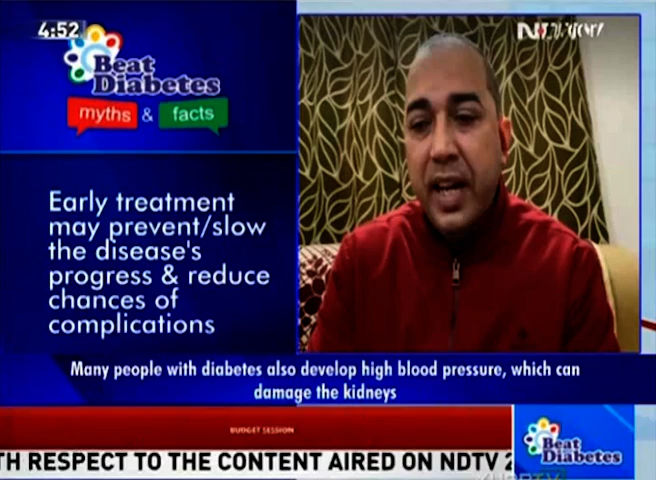 4:52
Beat
Diabetes
myths & facts
Early treatment
may prevent/slow
the disease's
progress & reduce
chances of
complications
Many people with diabetes also develop high blood pressure, which can
damage the kidneys
BUDGET SESSION
TH RESPECT TO THE CONTENT AIRED ON NDTV 2
Beat
Diabetes